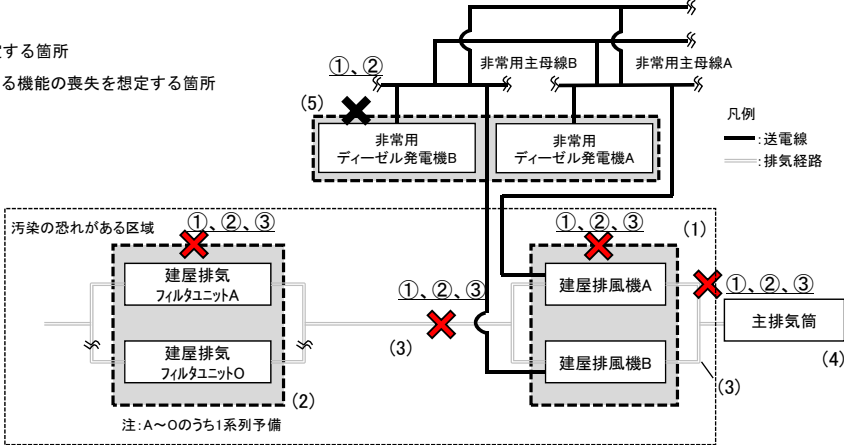 する箇所
る機能の喪失を想定する箇所
①、②
非常用主母線B
非常用主母線A
(5)
非常用
ディーゼル発電機B
非常用
ディーゼル発電機A
凡例
:送電線
:排気経路
汚染の恐れがある区域
①、②、③
①、②、③
(1)
建屋排気
フィルタユニットA
①、②、③
建屋排風機A
①、②、③
主排気筒
(3)
(4)
建屋排気
フィルタユニットO
建屋排風機B
(3)
(2)
注:A~Oのうち1系列予備